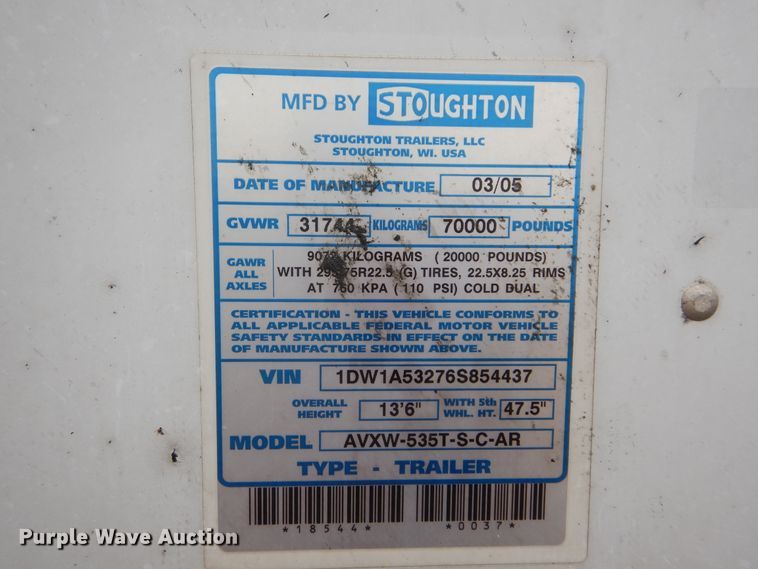 MFD BY STOUGHTON
STOUGHTON TRAILERS, LLC
STOUGHTON, WI. USA
DATE OF MANUFACTURE 03/05
GVWR KILOGRAMS 70000 POUNDS
GAWR ALL AXLES
KILOGRAMS ( 20000 POUNDS)
WITH TIRES, 22.5X8.25 RIMS
AT 760 KPA ( 110 PSI) COLD DUAL
CERTIFICATION - THIS VEHICLE CONFORMS TO
ALL APPLICABLE FEDERAL MOTOR VEHICLE
SAFETY STANDARDS IN EFFECT ON THE DATE
OF MANUFACTURE SHOWN ABOVE.
VIN 1DW1A53276S854437
OVERALL HEIGHT 13'6" WITH 5th WHL. HT. 47.5"
MODEL AVXW-535T-S-C-AR
TYPE - TRAILER
*18544* *0037*
Purple Wave Auction